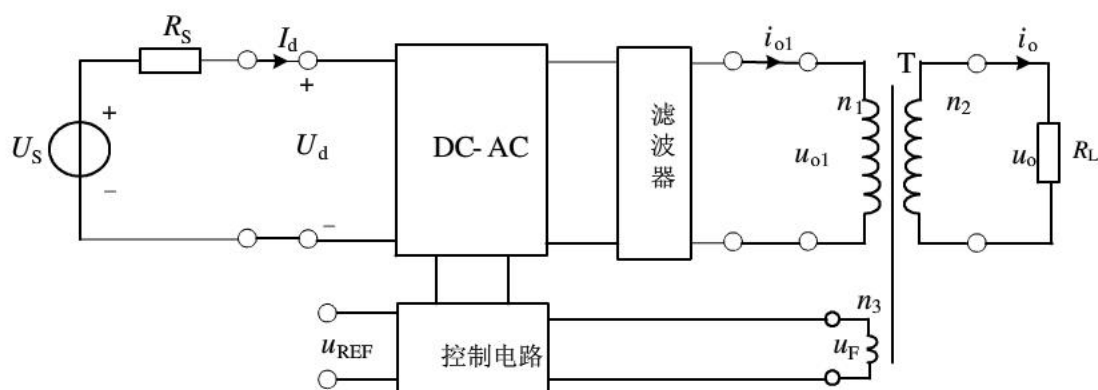 R_S
I_d
+
U_S
+
−
U_d
−
DC-AC
滤波器
i_o1
n_1
u_o1
T
n_2
i_o
u_o
R_L
u_REF
控制电路
n_3
u_F